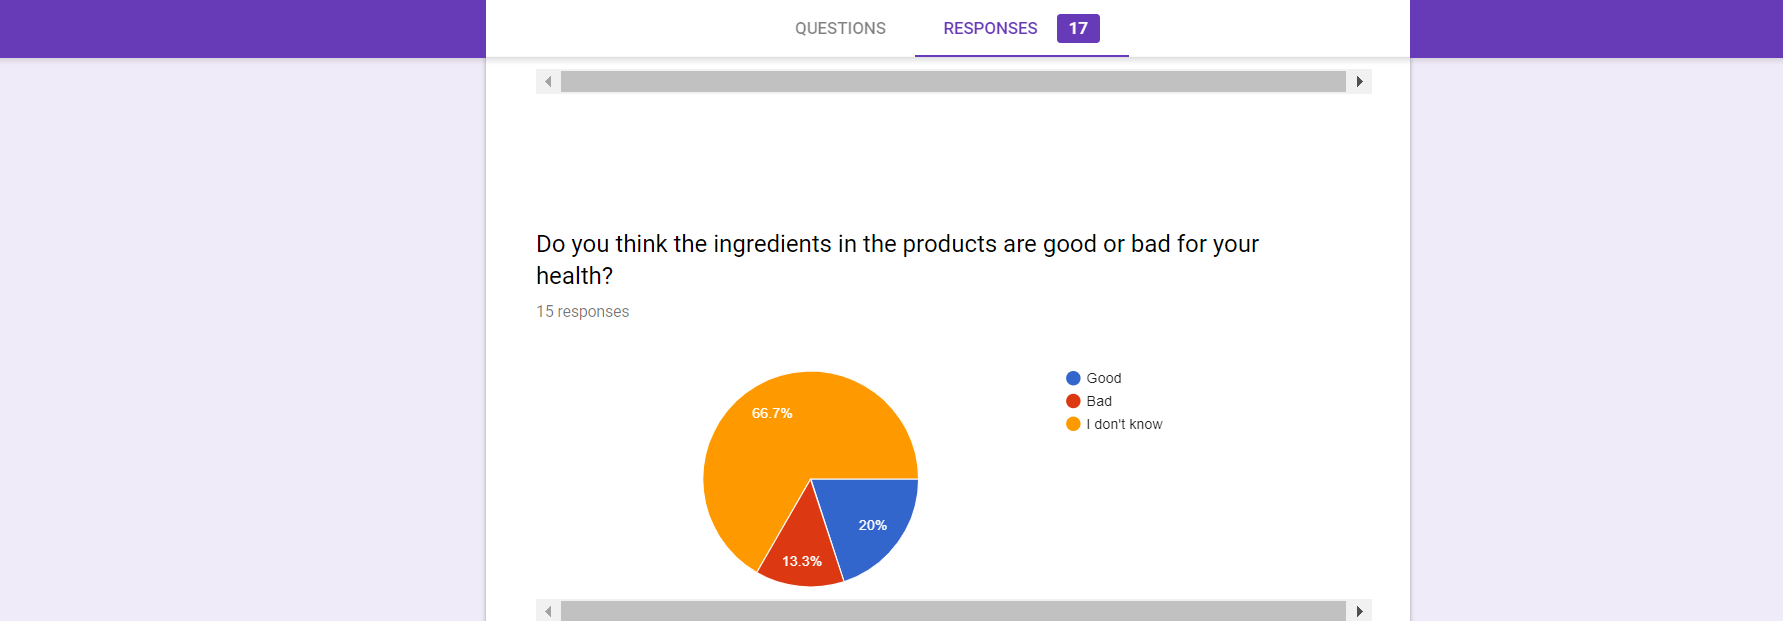 QUESTIONS
RESPONSES 17
Do you think the ingredients in the products are good or bad for your
health?
15 responses
66.7%
20%
13.3%
Good
Bad
I don't know